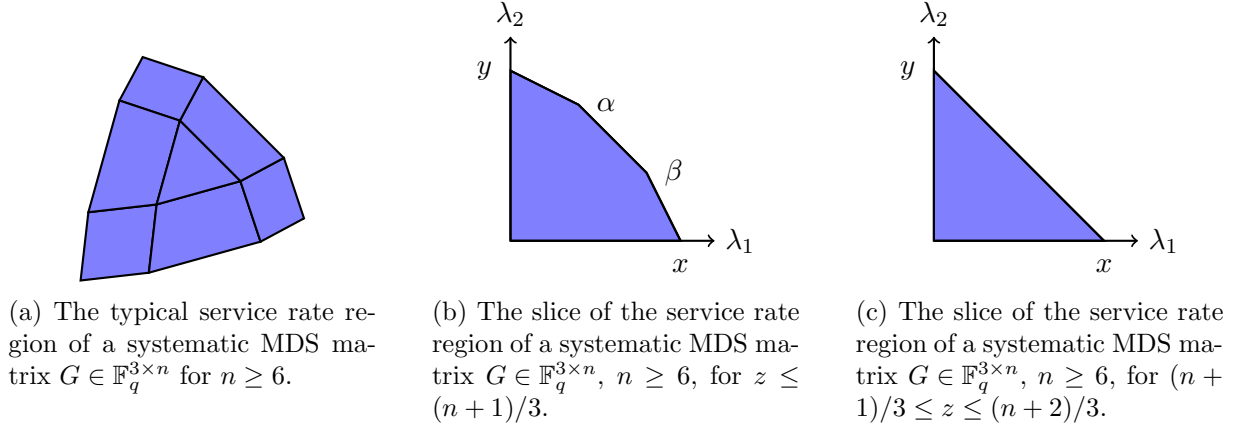 λ₂
y
α
β
x
λ₁
λ₂
y
x
λ₁
(a) The typical service rate re-
gion of a systematic MDS ma-
trix G ∈ 𝔽_q^{3×n} for n ≥ 6.
(b) The slice of the service rate
region of a systematic MDS ma-
trix G ∈ 𝔽_q^{3×n}, n ≥ 6, for z ≤
(n + 1)/3.
(c) The slice of the service rate
region of a systematic MDS ma-
trix G ∈ 𝔽_q^{3×n}, n ≥ 6, for (n +
1)/3 ≤ z ≤ (n + 2)/3.